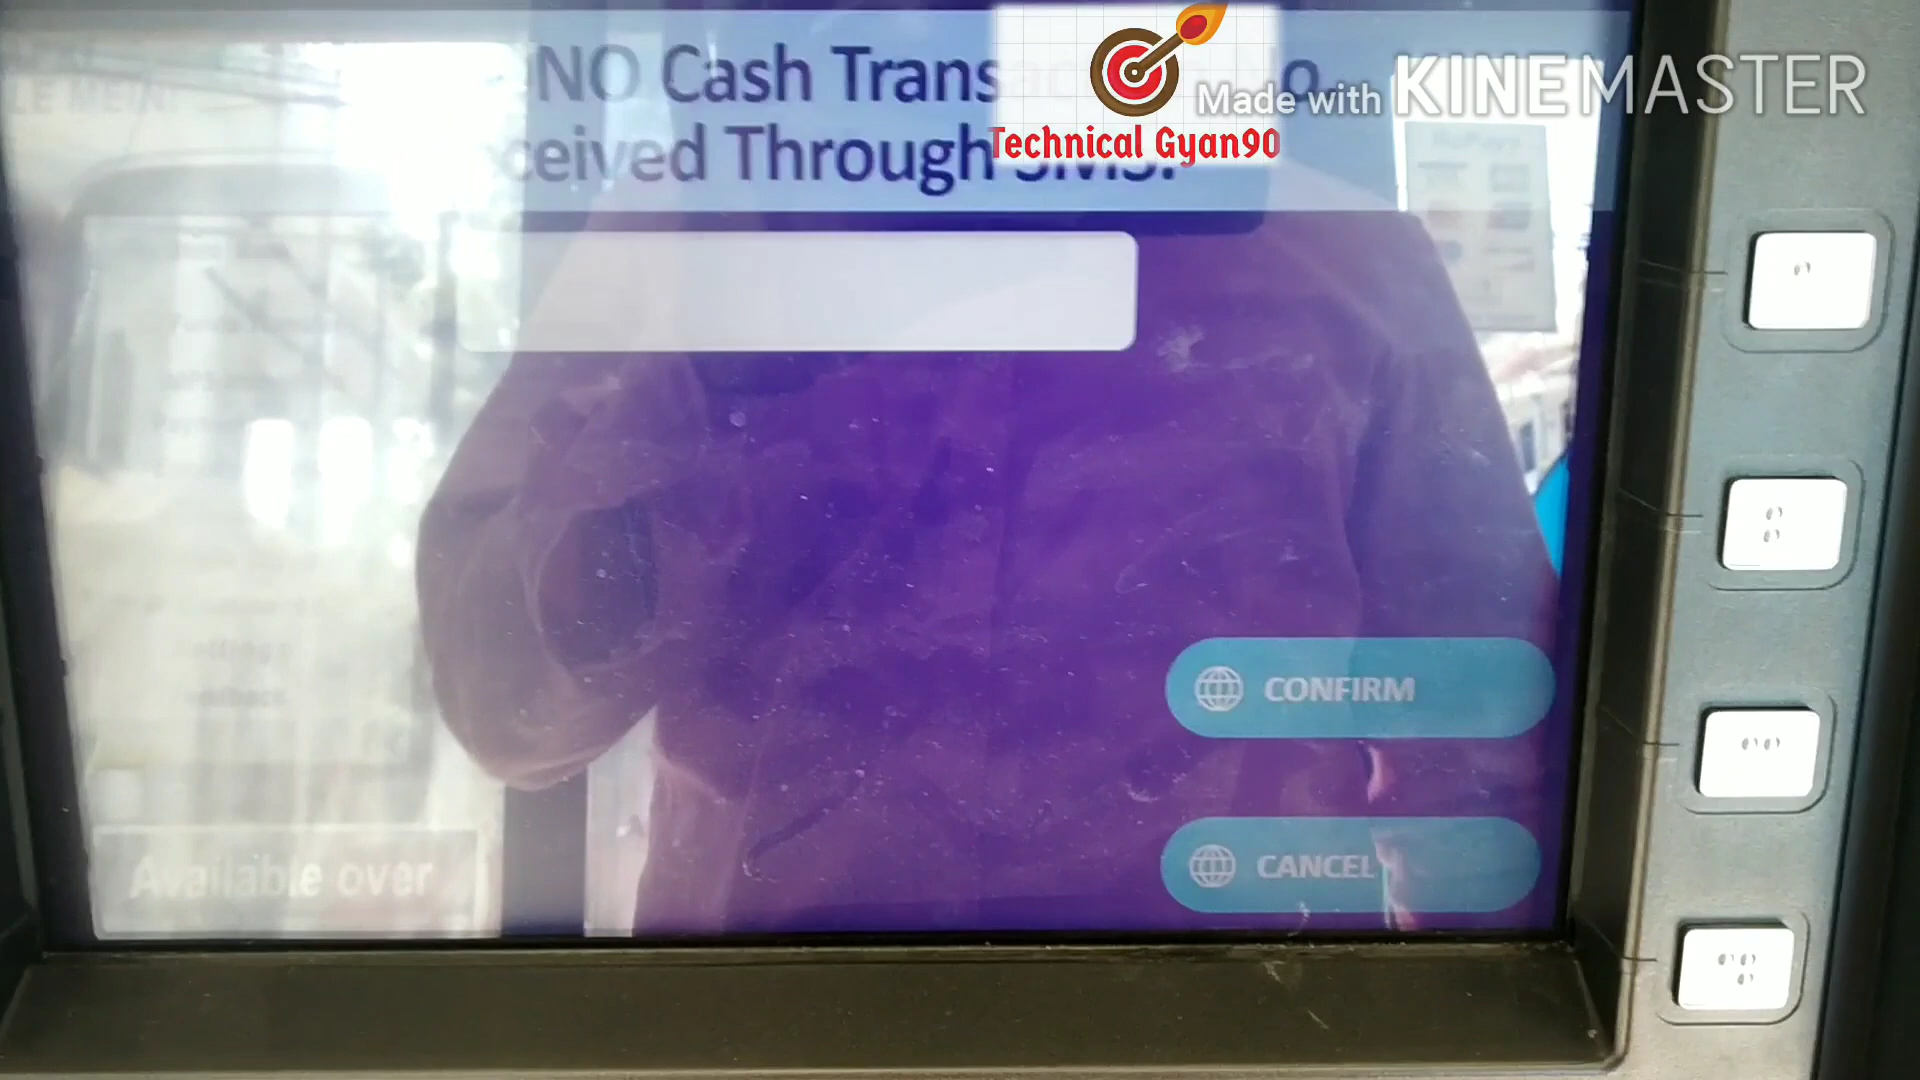 NO Cash Trans
ceived Through SMS.
Technical Gyan90
Made with KINEMASTER
CONFIRM
CANCEL
Available over